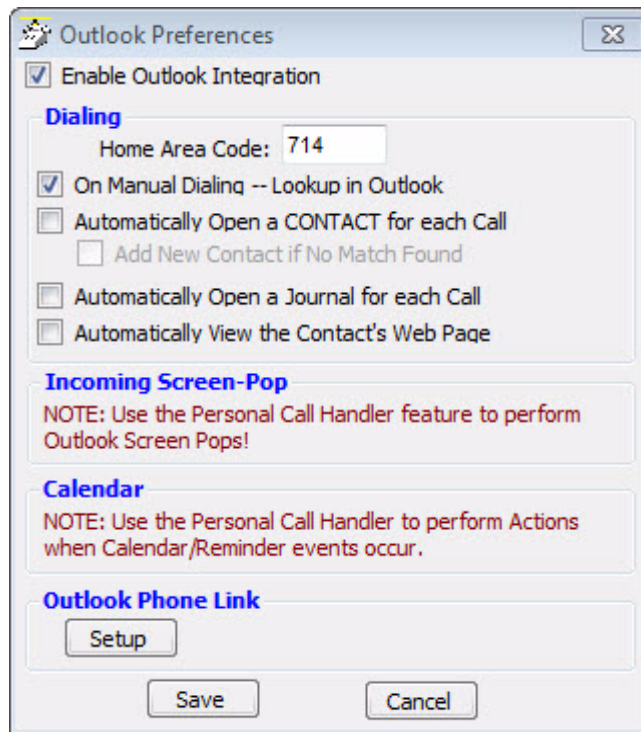 Outlook Preferences
Enable Outlook Integration
Dialing
Home Area Code: 714
On Manual Dialing -- Lookup in Outlook
Automatically Open a CONTACT for each Call
Add New Contact if No Match Found
Automatically Open a Journal for each Call
Automatically View the Contact's Web Page
Incoming Screen-Pop
NOTE: Use the Personal Call Handler feature to perform
Outlook Screen Pops!
Calendar
NOTE: Use the Personal Call Handler to perform Actions
when Calendar/Reminder events occur.
Outlook Phone Link
Setup
Save Cancel